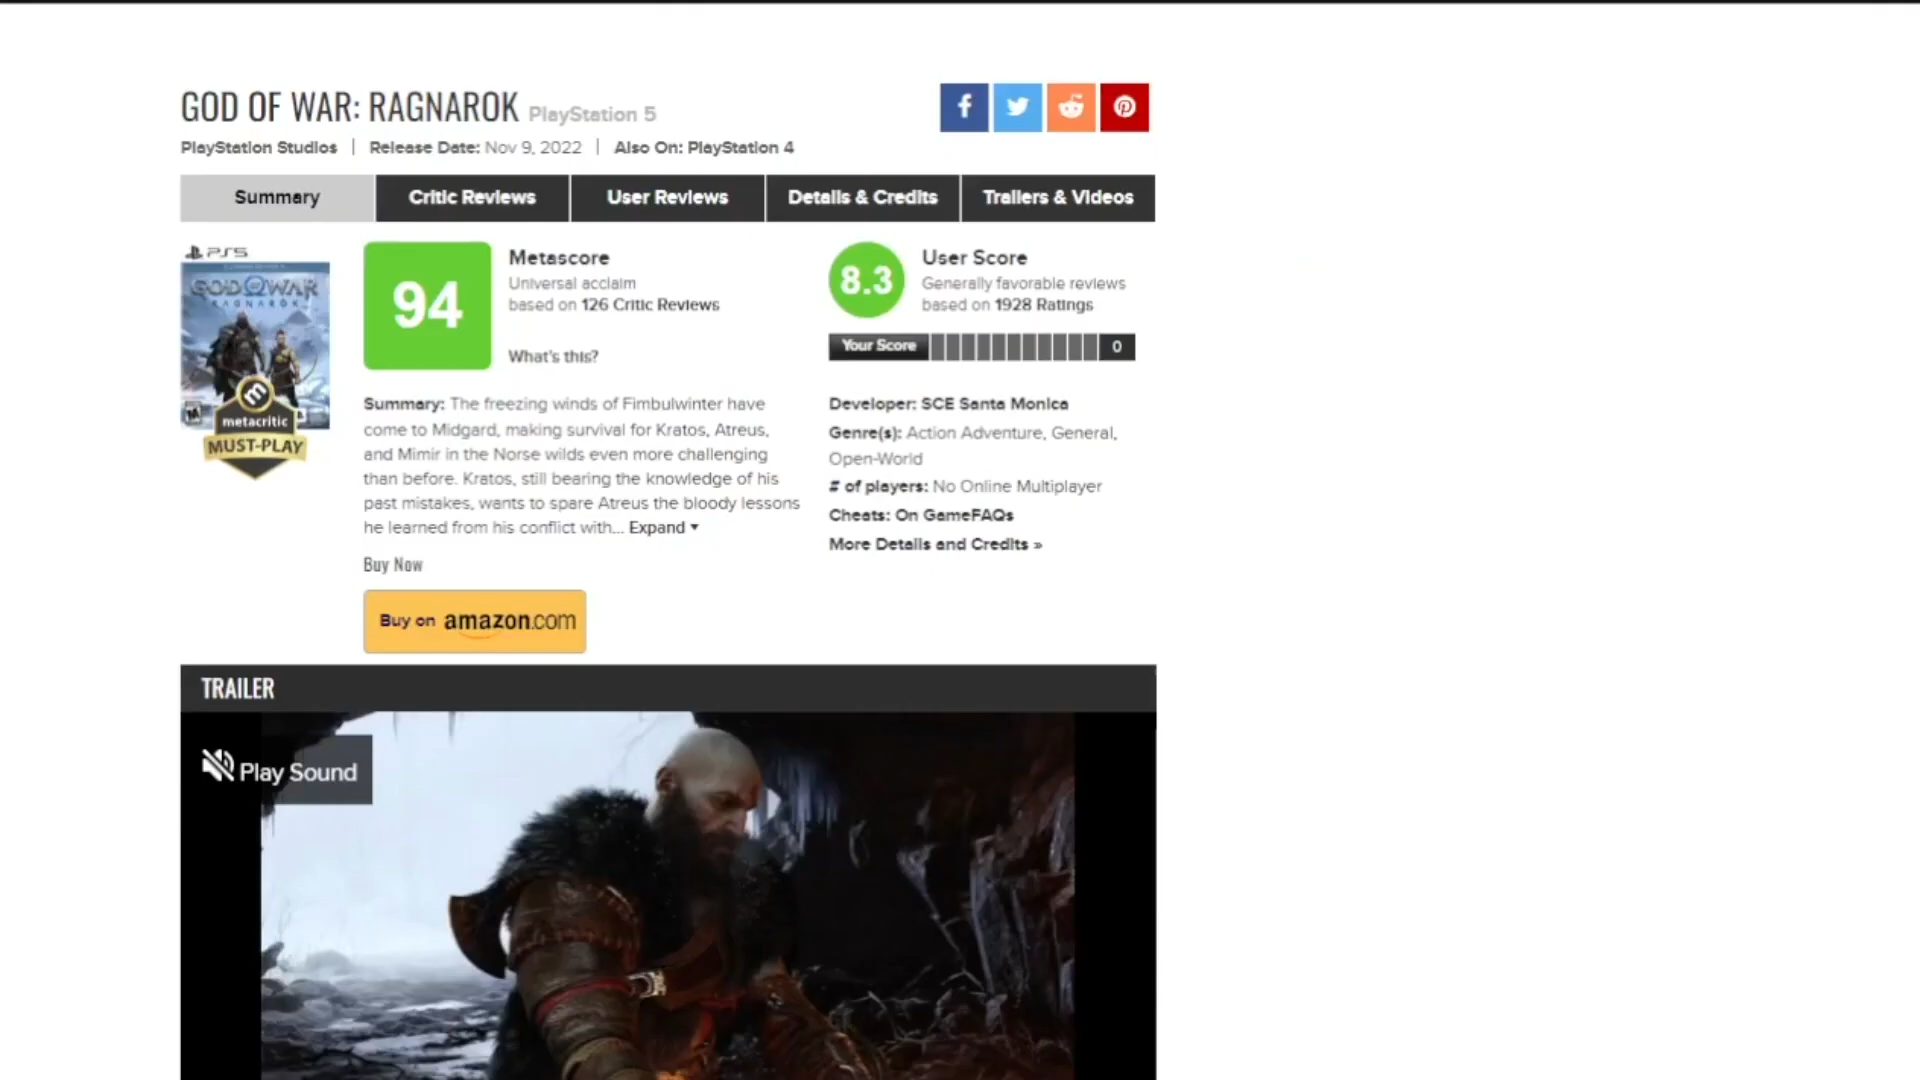 GOD OF WAR: RAGNAROK PlayStation 5
PlayStation Studios | Release Date: Nov 9, 2022 | Also On: PlayStation 4
Summary
Critic Reviews
User Reviews
Details & Credits
Trailers & Videos
PS5
GOD OF WAR
RAGNARÖK
metacritic
MUST-PLAY
94
Metascore
Universal acclaim
based on 126 Critic Reviews
What's this?
8.3
User Score
Generally favorable reviews
based on 1928 Ratings
Your Score
0
Summary: The freezing winds of Fimbulwinter have
come to Midgard, making survival for Kratos, Atreus,
and Mimir in the Norse wilds even more challenging
than before. Kratos, still bearing the knowledge of his
past mistakes, wants to spare Atreus the bloody lessons
he learned from his conflict with... Expand
Developer: SCE Santa Monica
Genre(s): Action Adventure, General,
Open-World
# of players: No Online Multiplayer
Cheats: On GameFAQs
More Details and Credits »
Buy Now
Buy on amazon.com
TRAILER
Play Sound